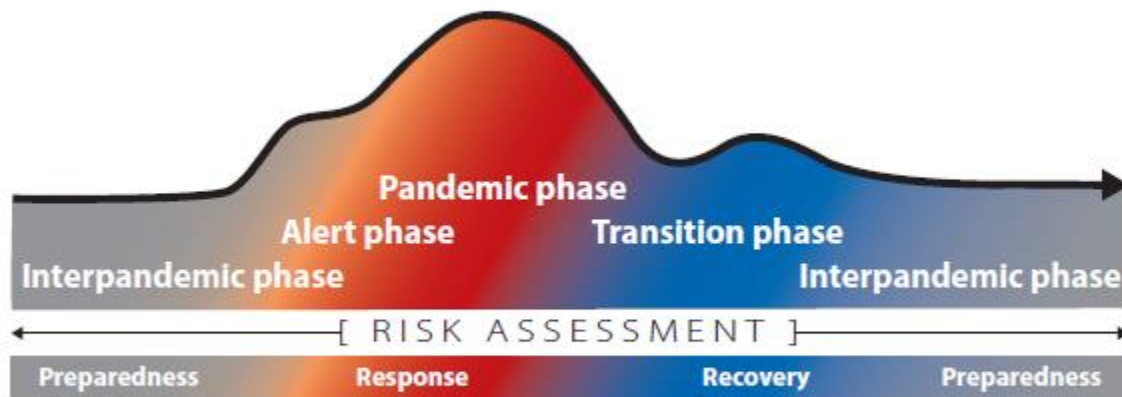 Pandemic phase
Alert phase
Transition phase
Interpandemic phase
Interpandemic phase
[ RISK ASSESSMENT ]
Preparedness
Response
Recovery
Preparedness